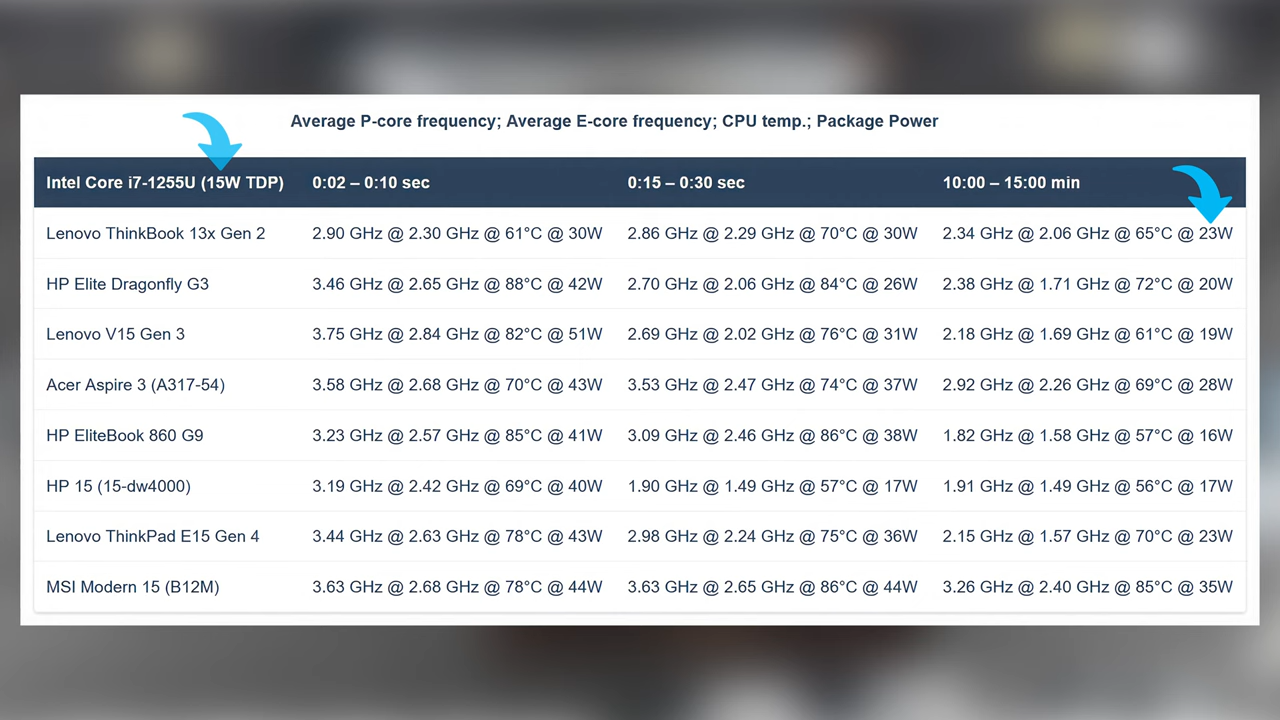 Average P-core frequency; Average E-core frequency; CPU temp.; Package Power
Intel Core i7-1255U (15W TDP) 0:02 – 0:10 sec 0:15 – 0:30 sec 10:00 – 15:00 min
Lenovo ThinkBook 13x Gen 2 2.90 GHz @ 2.30 GHz @ 61°C @ 30W 2.86 GHz @ 2.29 GHz @ 70°C @ 30W 2.34 GHz @ 2.06 GHz @ 65°C @ 23W
HP Elite Dragonfly G3 3.46 GHz @ 2.65 GHz @ 88°C @ 42W 2.70 GHz @ 2.06 GHz @ 84°C @ 26W 2.38 GHz @ 1.71 GHz @ 72°C @ 20W
Lenovo V15 Gen 3 3.75 GHz @ 2.84 GHz @ 82°C @ 51W 2.69 GHz @ 2.02 GHz @ 76°C @ 31W 2.18 GHz @ 1.69 GHz @ 61°C @ 19W
Acer Aspire 3 (A317-54) 3.58 GHz @ 2.68 GHz @ 70°C @ 43W 3.53 GHz @ 2.47 GHz @ 74°C @ 37W 2.92 GHz @ 2.26 GHz @ 69°C @ 28W
HP EliteBook 860 G9 3.23 GHz @ 2.57 GHz @ 85°C @ 41W 3.09 GHz @ 2.46 GHz @ 86°C @ 38W 1.82 GHz @ 1.58 GHz @ 57°C @ 16W
HP 15 (15-dw4000) 3.19 GHz @ 2.42 GHz @ 69°C @ 40W 1.90 GHz @ 1.49 GHz @ 57°C @ 17W 1.91 GHz @ 1.49 GHz @ 56°C @ 17W
Lenovo ThinkPad E15 Gen 4 3.44 GHz @ 2.63 GHz @ 78°C @ 43W 2.98 GHz @ 2.24 GHz @ 75°C @ 36W 2.15 GHz @ 1.57 GHz @ 70°C @ 23W
MSI Modern 15 (B12M) 3.63 GHz @ 2.68 GHz @ 78°C @ 44W 3.63 GHz @ 2.65 GHz @ 86°C @ 44W 3.26 GHz @ 2.40 GHz @ 85°C @ 35W